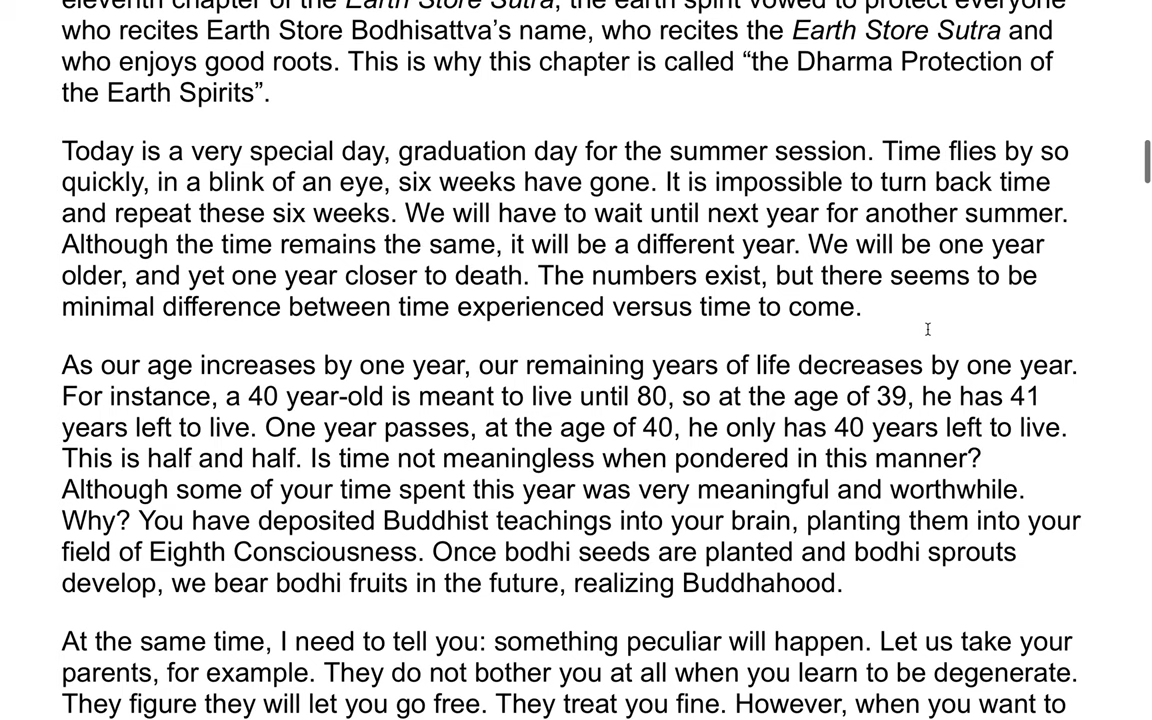 eleventh chapter of the Earth Store Sutra, the earth spirit vowed to protect everyone
who recites Earth Store Bodhisattva’s name, who recites the Earth Store Sutra and
who enjoys good roots. This is why this chapter is called “the Dharma Protection of
the Earth Spirits”.
Today is a very special day, graduation day for the summer session. Time flies by so
quickly, in a blink of an eye, six weeks have gone. It is impossible to turn back time
and repeat these six weeks. We will have to wait until next year for another summer.
Although the time remains the same, it will be a different year. We will be one year
older, and yet one year closer to death. The numbers exist, but there seems to be
minimal difference between time experienced versus time to come.
As our age increases by one year, our remaining years of life decreases by one year.
For instance, a 40 year-old is meant to live until 80, so at the age of 39, he has 41
years left to live. One year passes, at the age of 40, he only has 40 years left to live.
This is half and half. Is time not meaningless when pondered in this manner?
Although some of your time spent this year was very meaningful and worthwhile.
Why? You have deposited Buddhist teachings into your brain, planting them into your
field of Eighth Consciousness. Once bodhi seeds are planted and bodhi sprouts
develop, we bear bodhi fruits in the future, realizing Buddhahood.
At the same time, I need to tell you: something peculiar will happen. Let us take your
parents, for example. They do not bother you at all when you learn to be degenerate.
They figure they will let you go free. They treat you fine. However, when you want to